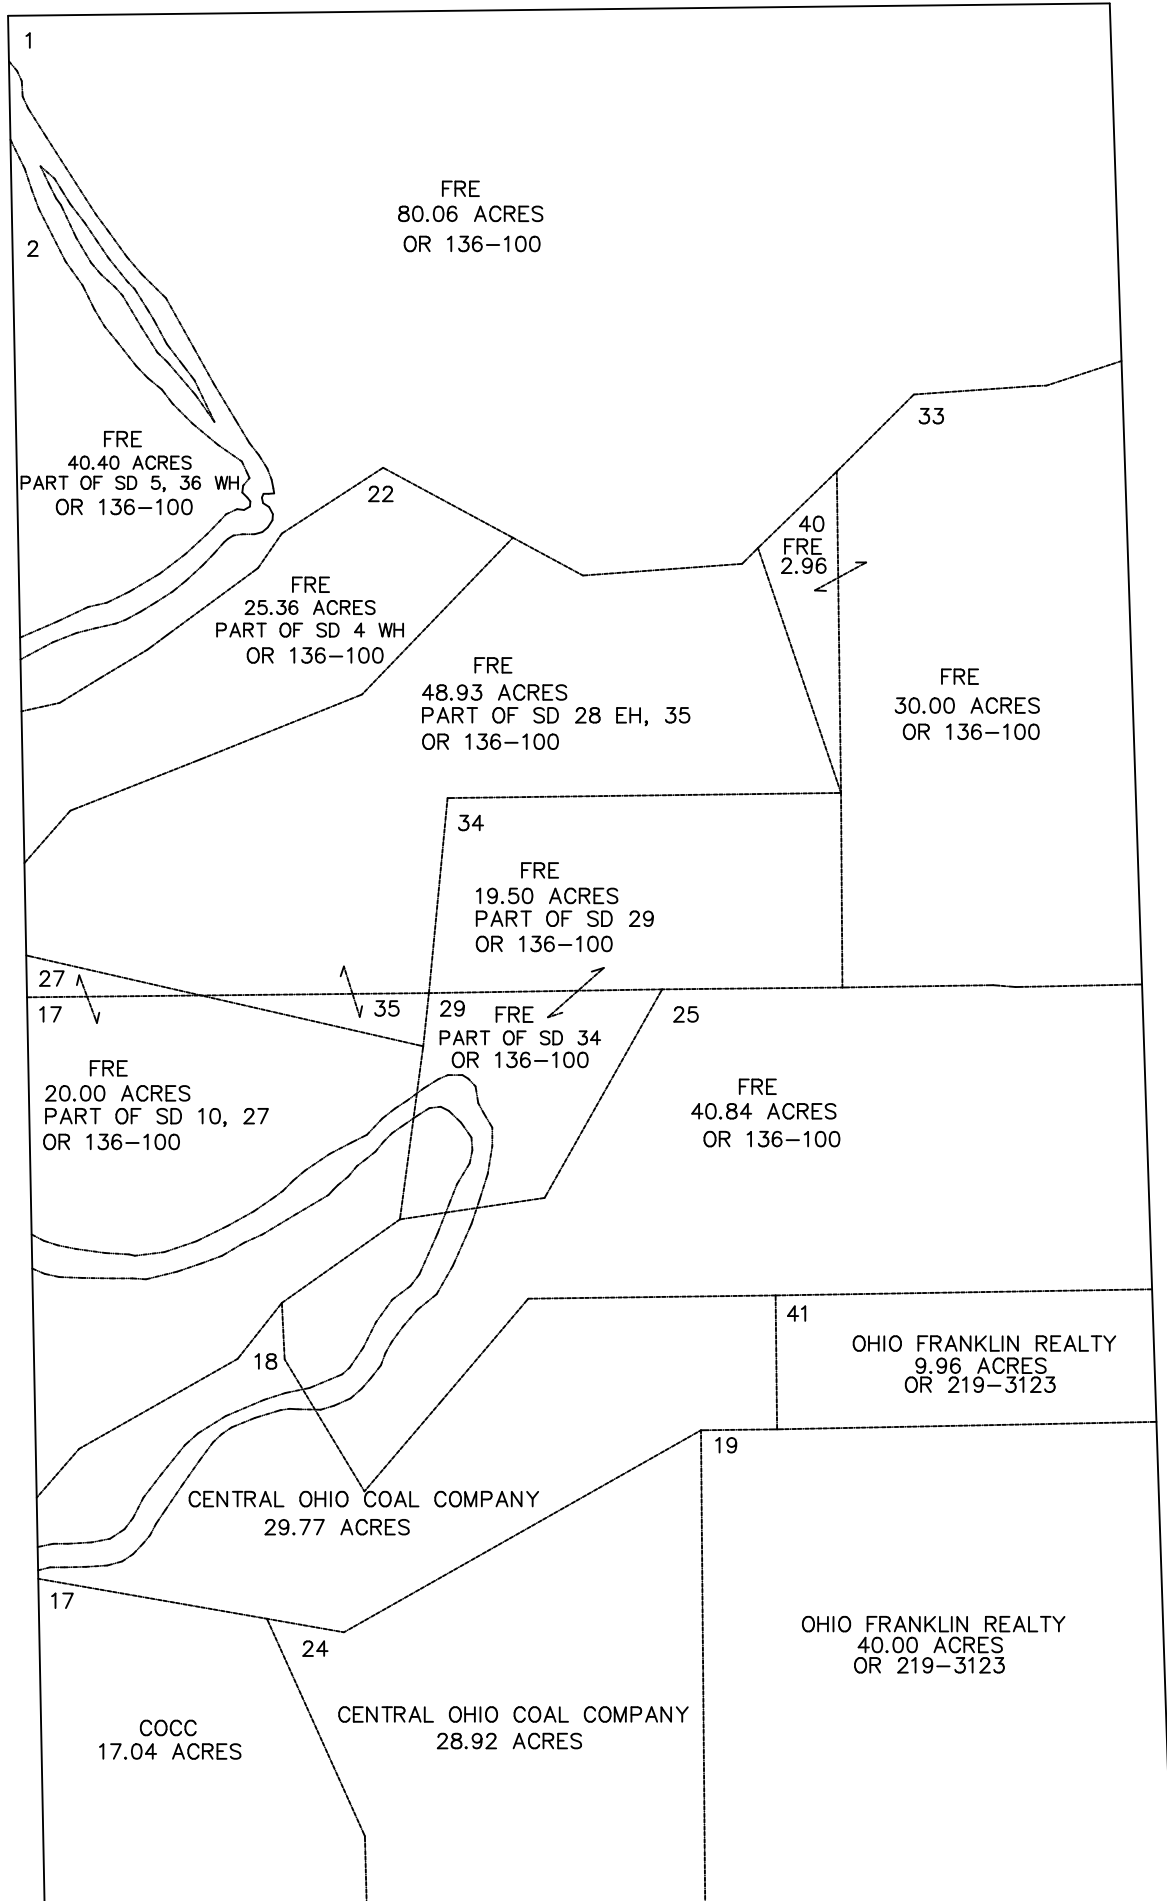 1
FRE
80.06 ACRES
OR 136-100
2
33
FRE
40.40 ACRES
PART OF SD 5, 36 WH
OR 136-100
22
40
FRE
2.96
FRE
25.36 ACRES
PART OF SD 4 WH
OR 136-100
FRE
48.93 ACRES
PART OF SD 28 EH, 35
OR 136-100
FRE
30.00 ACRES
OR 136-100
34
FRE
19.50 ACRES
PART OF SD 29
OR 136-100
27
17
35
29
FRE
PART OF SD 34
OR 136-100
25
FRE
20.00 ACRES
PART OF SD 10, 27
OR 136-100
FRE
40.84 ACRES
OR 136-100
41
OHIO FRANKLIN REALTY
9.96 ACRES
OR 219-3123
18
19
CENTRAL OHIO COAL COMPANY
29.77 ACRES
17
24
OHIO FRANKLIN REALTY
40.00 ACRES
OR 219-3123
COCC
17.04 ACRES
CENTRAL OHIO COAL COMPANY
28.92 ACRES